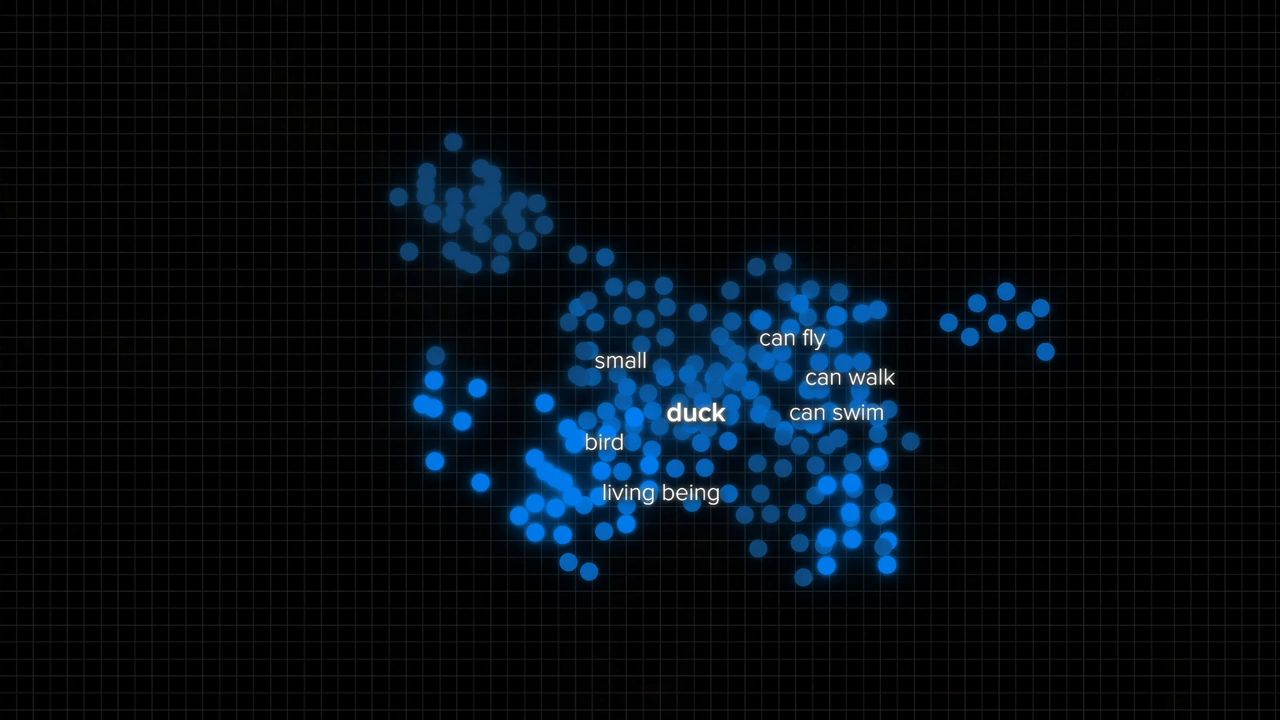 can fly
small
can walk
duck
can swim
bird
living being